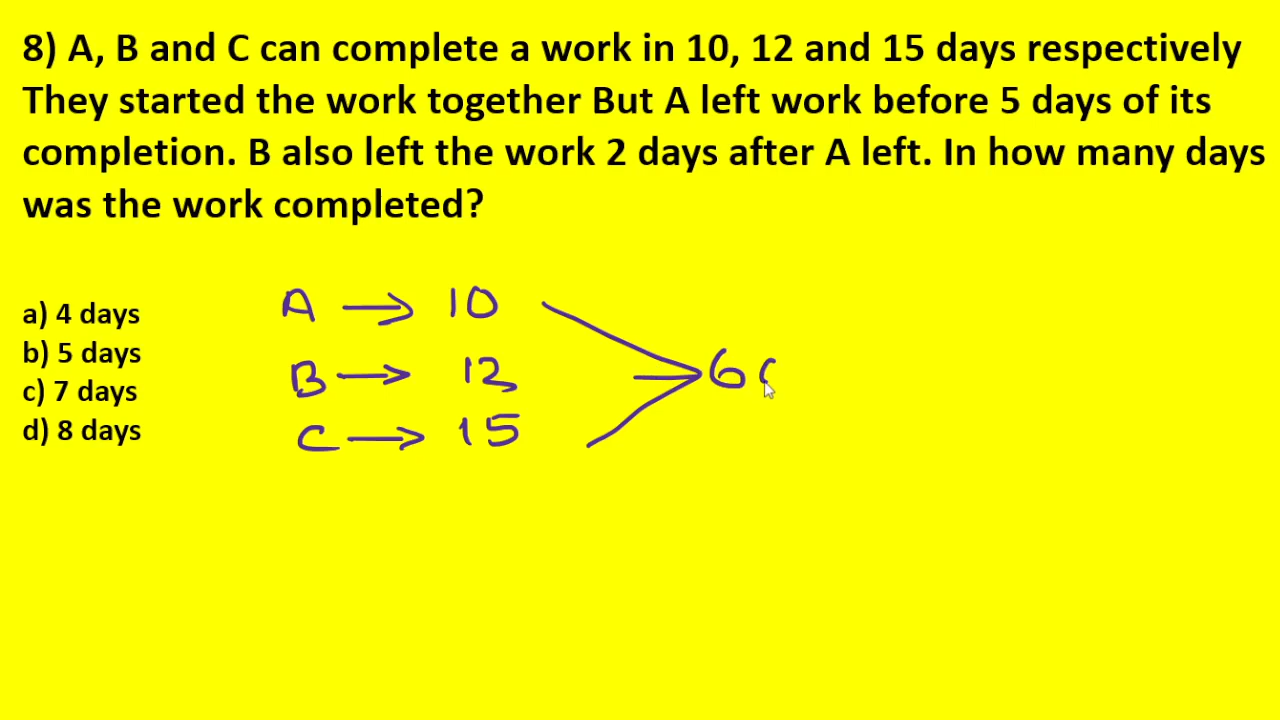 8) A, B and C can complete a work in 10, 12 and 15 days respectively
They started the work together But A left work before 5 days of its
completion. B also left the work 2 days after A left. In how many days
was the work completed?
a) 4 days
b) 5 days
c) 7 days
d) 8 days
A → 10
B → 12
C → 15
6